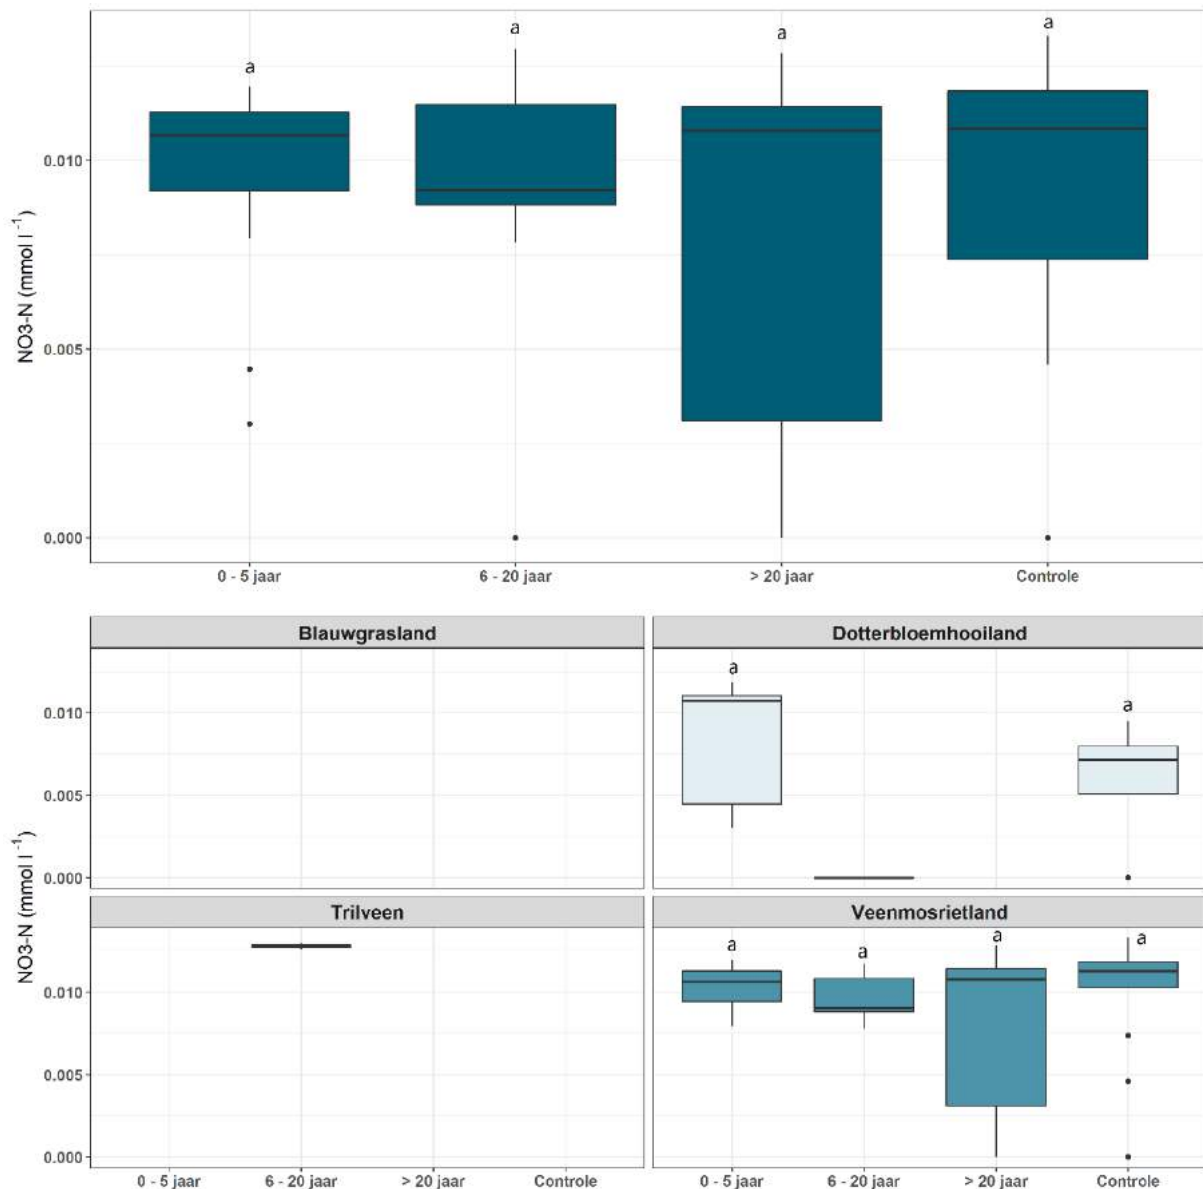 a a a a
NO3-N (mmol l⁻¹)
0.010
0.005
0.000
0 - 5 jaar 6 - 20 jaar > 20 jaar Controle
Blauwgrasland Dotterbloemhooiland
a a
NO3-N (mmol l⁻¹)
0.010
0.005
0.000
Trilveen Veenmosrietland
a a a a
0.010
0.005
0.000
0 - 5 jaar 6 - 20 jaar > 20 jaar Controle 0 - 5 jaar 6 - 20 jaar > 20 jaar Controle